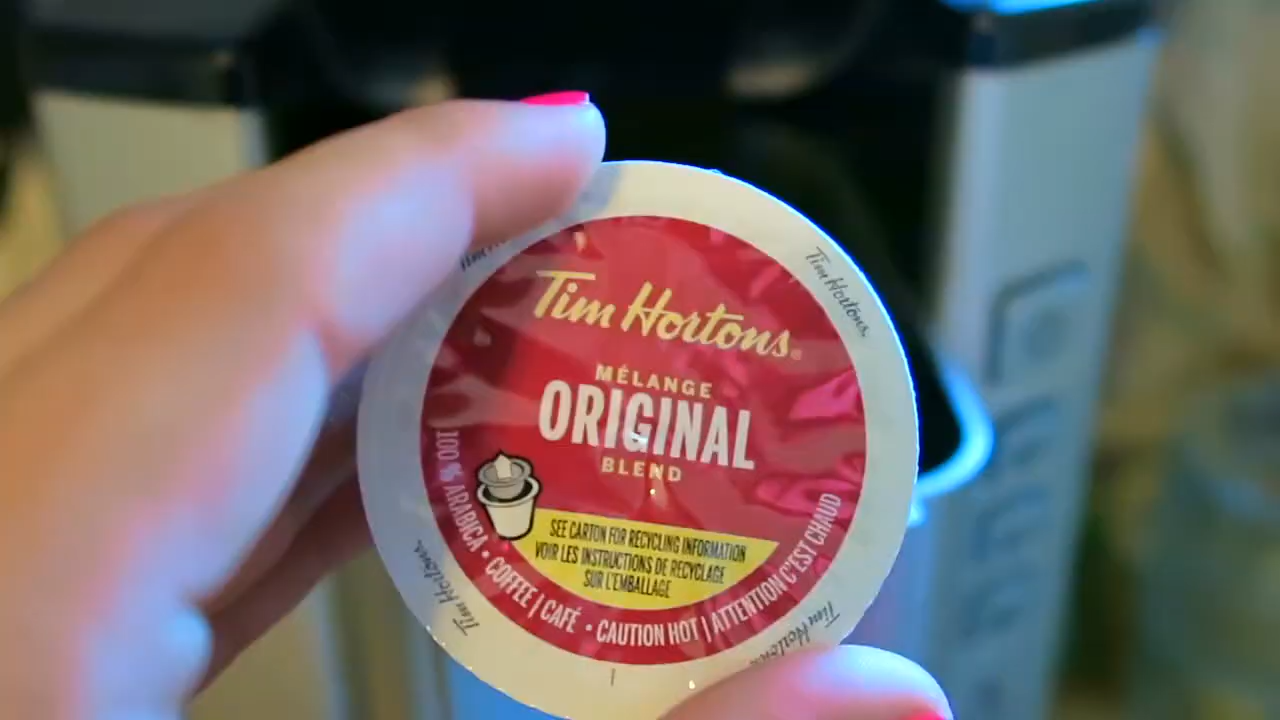 Tim Hortons
MÉLANGE
ORIGINAL
BLEND
SEE CARTON FOR RECYCLING INFORMATION
VOIR LES INSTRUCTIONS DE RECYCLAGE
SUR L'EMBALLAGE
100 % ARABICA • COFFEE | CAFÉ • CAUTION HOT | ATTENTION C'EST CHAUD
Tim Hortons.
Tim Hortons.
Tim Hortons